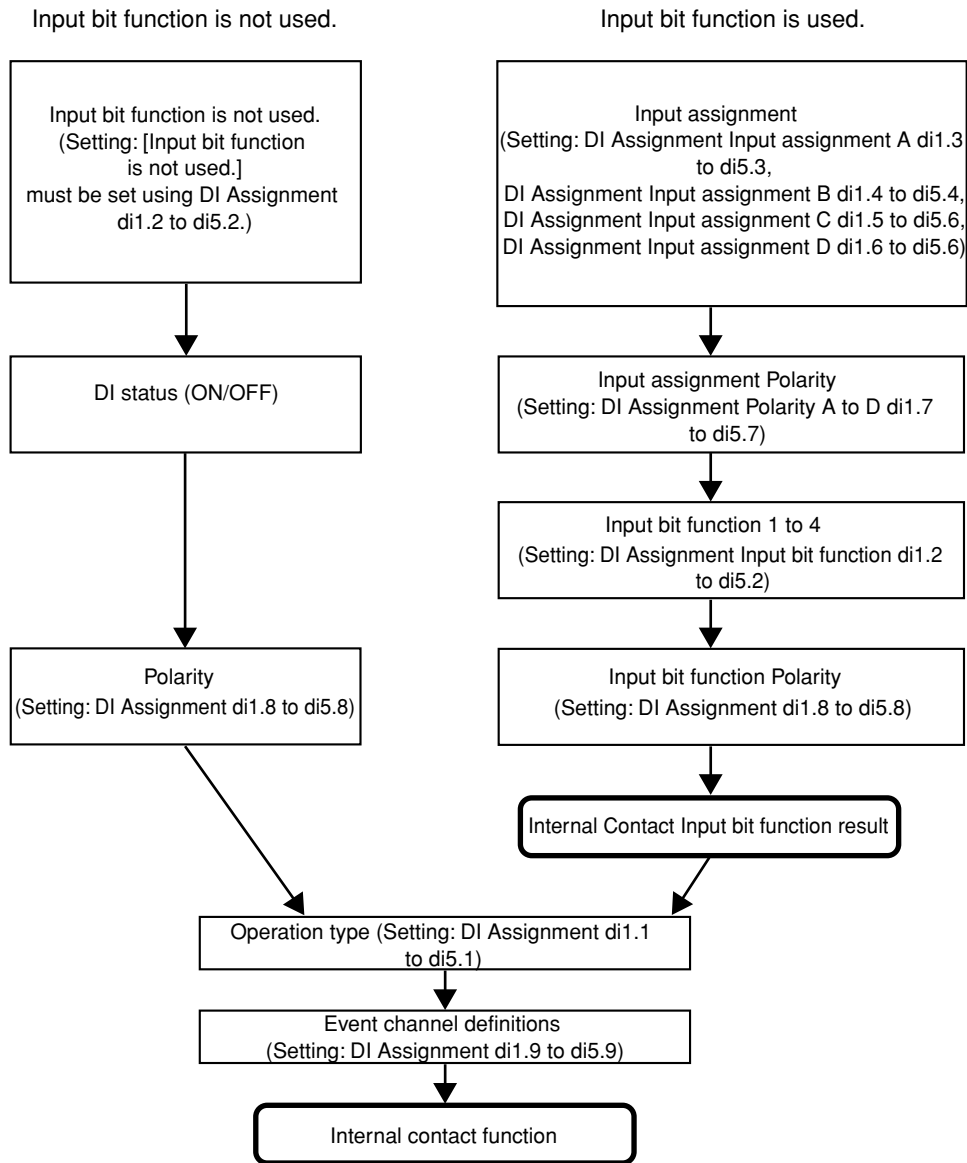 Input bit function is not used.
Input bit function is not used.
(Setting: [Input bit function
is not used.]
must be set using DI Assignment
di1.2 to di5.2.)
DI status (ON/OFF)
Polarity
(Setting: DI Assignment di1.8 to di5.8)
Input bit function is used.
Input assignment
(Setting: DI Assignment Input assignment A di1.3
to di5.3,
DI Assignment Input assignment B di1.4 to di5.4,
DI Assignment Input assignment C di1.5 to di5.6,
DI Assignment Input assignment D di1.6 to di5.6)
Input assignment Polarity
(Setting: DI Assignment Polarity A to D di1.7
to di5.7)
Input bit function 1 to 4
(Setting: DI Assignment Input bit function di1.2
to di5.2)
Input bit function Polarity
(Setting: DI Assignment di1.8 to di5.8)
Internal Contact Input bit function result
Operation type (Setting: DI Assignment di1.1
to di5.1)
Event channel definitions
(Setting: DI Assignment di1.9 to di5.9)
Internal contact function